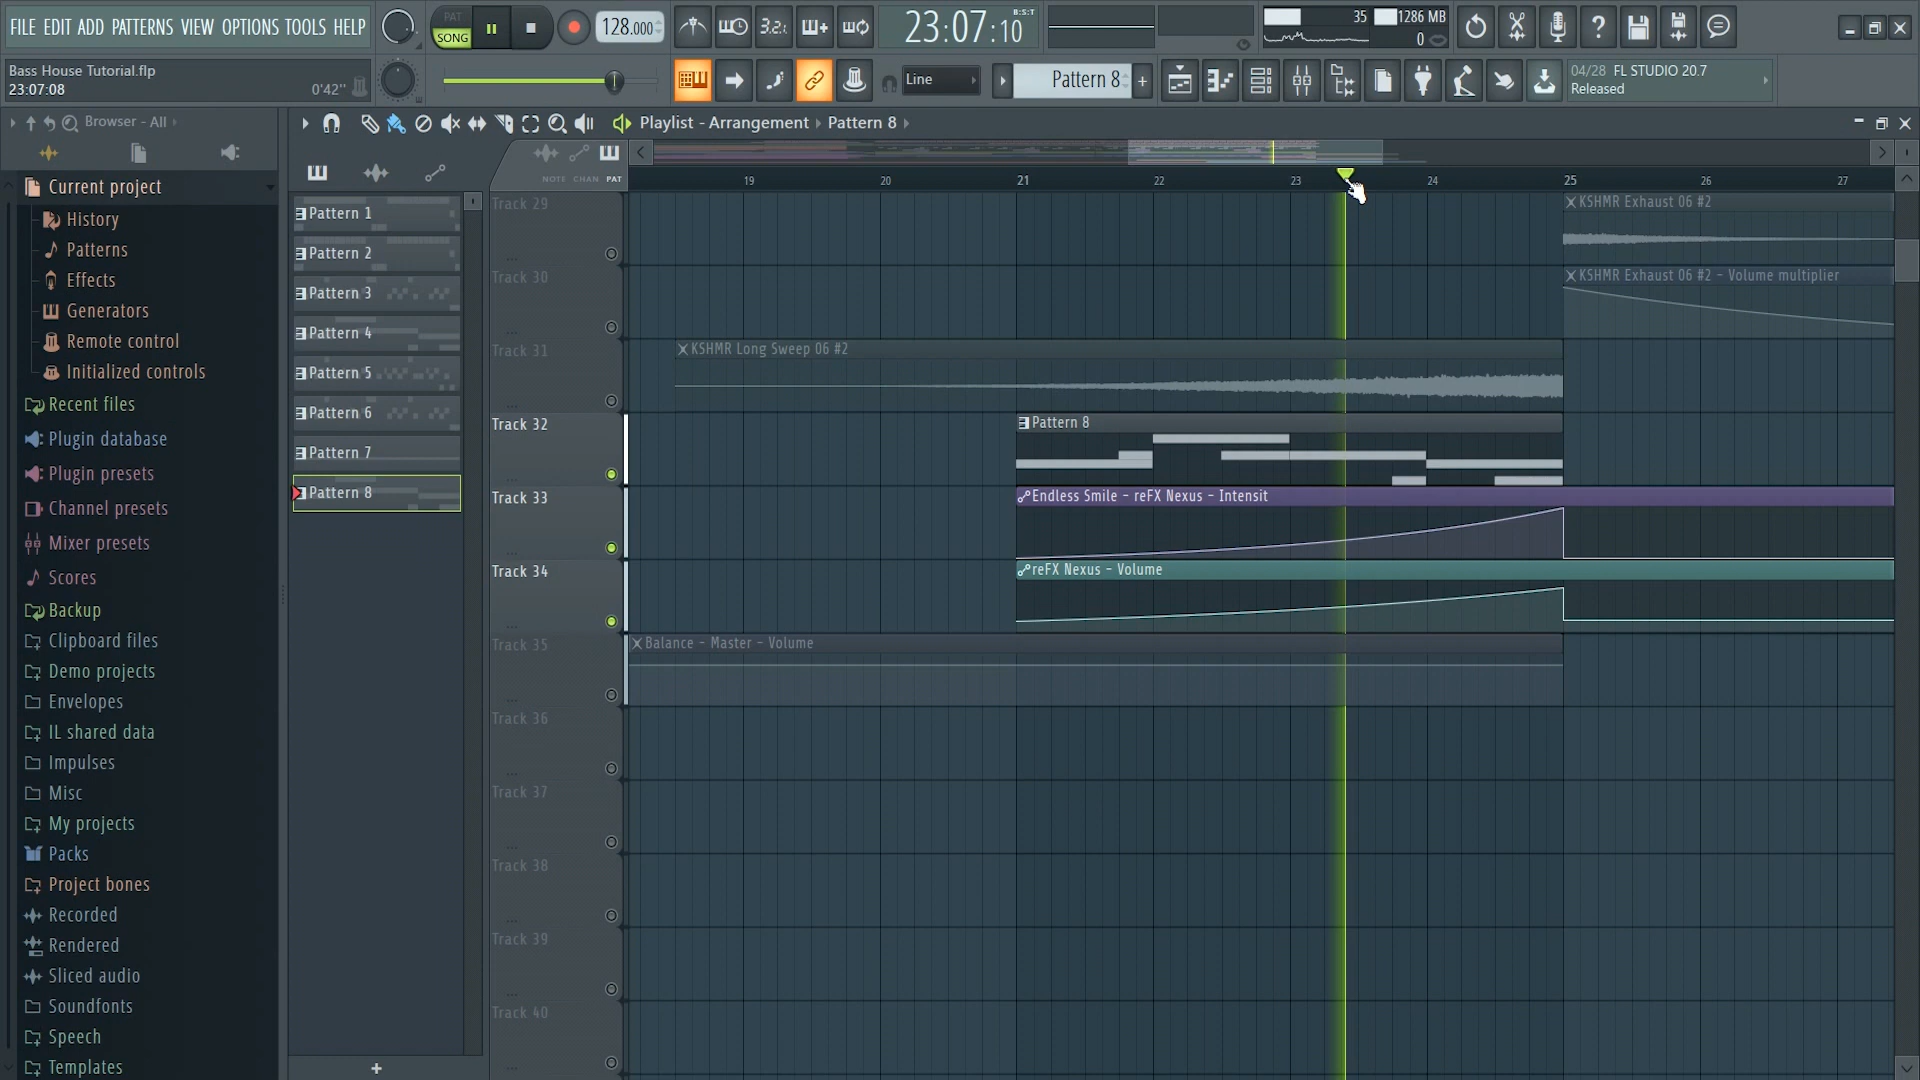 FILE EDIT ADD PATTERNS VIEW OPTIONS TOOLS HELP
PAT
SONG
128.000
3.2:
23:07:10
B:S:T
35
1286 MB
0
Bass House Tutorial.flp
23:07:08
0'42"
Line
Pattern 8
04/28 FL STUDIO 20.7
Released
Browser - All
Playlist - Arrangement › Pattern 8 ›
NOTE CHAN PAT
19 20 21 22 23 24 25 26 27
Current project
History
Patterns
Effects
Generators
Remote control
Initialized controls
Recent files
Plugin database
Plugin presets
Channel presets
Mixer presets
Scores
Backup
Clipboard files
Demo projects
Envelopes
IL shared data
Impulses
Misc
My projects
Packs
Project bones
Recorded
Rendered
Sliced audio
Soundfonts
Speech
Templates
Pattern 1
Pattern 2
Pattern 3
Pattern 4
Pattern 5
Pattern 6
Pattern 7
Pattern 8
Track 29
KSHMR Exhaust 06 #2
Track 30
KSHMR Exhaust 06 #2 - Volume multiplier
Track 31
KSHMR Long Sweep 06 #2
Track 32
Pattern 8
Track 33
Endless Smile - reFX Nexus - Intensit
Track 34
reFX Nexus - Volume
Track 35
Balance - Master - Volume
Track 36
Track 37
Track 38
Track 39
Track 40